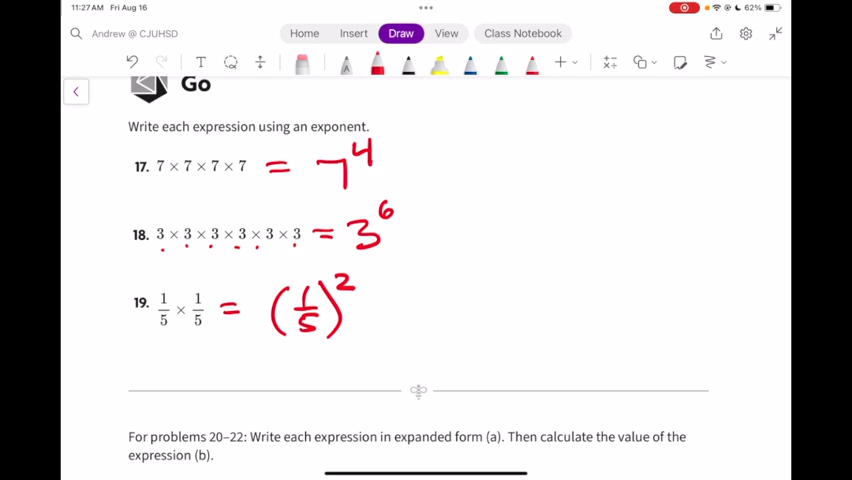 11:27 AM Fri Aug 16
62%
Andrew @ CJUHSD
Home Insert Draw View Class Notebook
Go
Write each expression using an exponent.
17. 7 × 7 × 7 × 7 = 7⁴
18. 3 × 3 × 3 × 3 × 3 × 3 = 3⁶
19. 1/5 × 1/5 = (1/5)²
For problems 20–22: Write each expression in expanded form (a). Then calculate the value of the
expression (b).